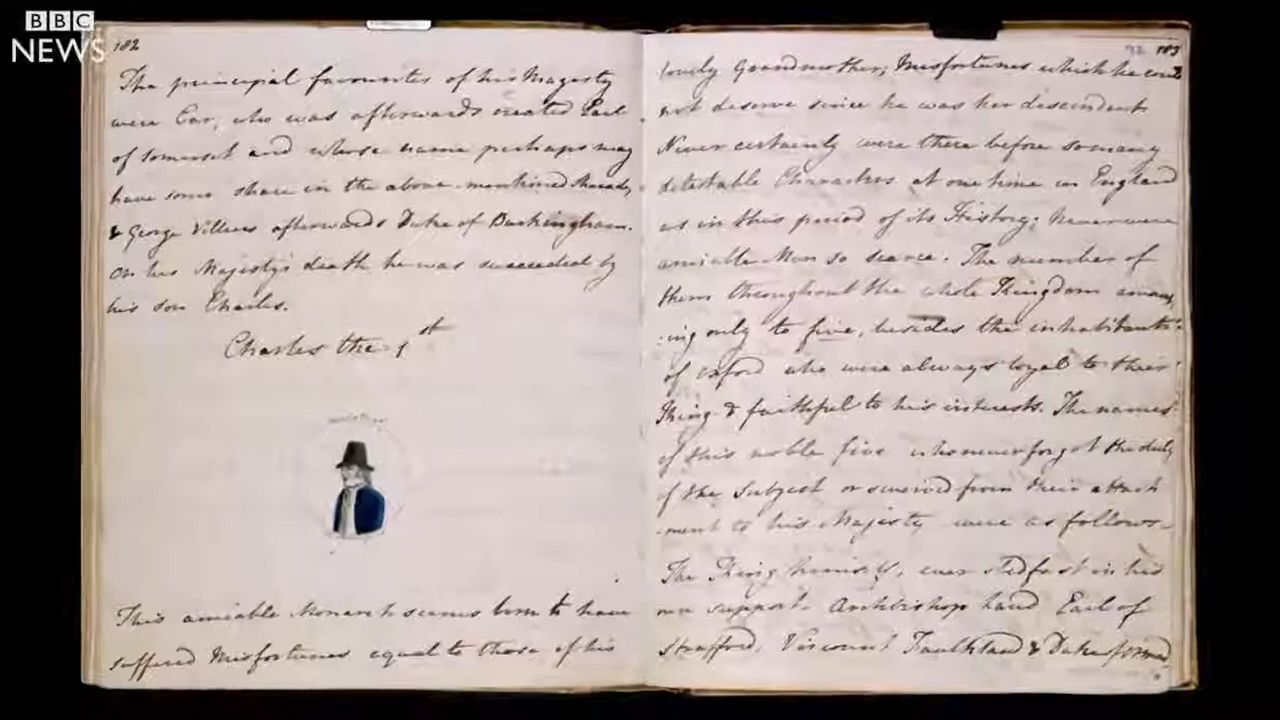 BBC
NEWS
182
The principal favourites of his Magesty
were Car, who was afterwards created Earl
of Somerset and whose name perhaps may
have some share in the above-mentioned Sharade,
& George Villiers afterwards Duke of Buckingham.
On his Majesty's death he was succeeded by
his son Charles.
Charles the 1st
This amiable Monarch seems born to have
suffered Misfortunes equal to those of his
183
lovely Grandmother; Misfortunes which he could
not deserve since he was her descendant.
Never certainly were there before so many
detestable Characters at one time in England
as in this period of its History; Never were
amiable Men so scarce. The number of
them throughout the whole Kingdom amount
:ing only to five, besides the inhabitants
of Oxford who were always loyal to their
King & faithful to his interests. The names
of this noble five who never forgot the duty
of the Subject, or swerved from their attach
-ment to his Majesty, were as follows-
The King himself, ever stedfast in his
own support- Archbishop Laud, Earl of
Strafford, Viscount Faulkland & Duke of Ormond